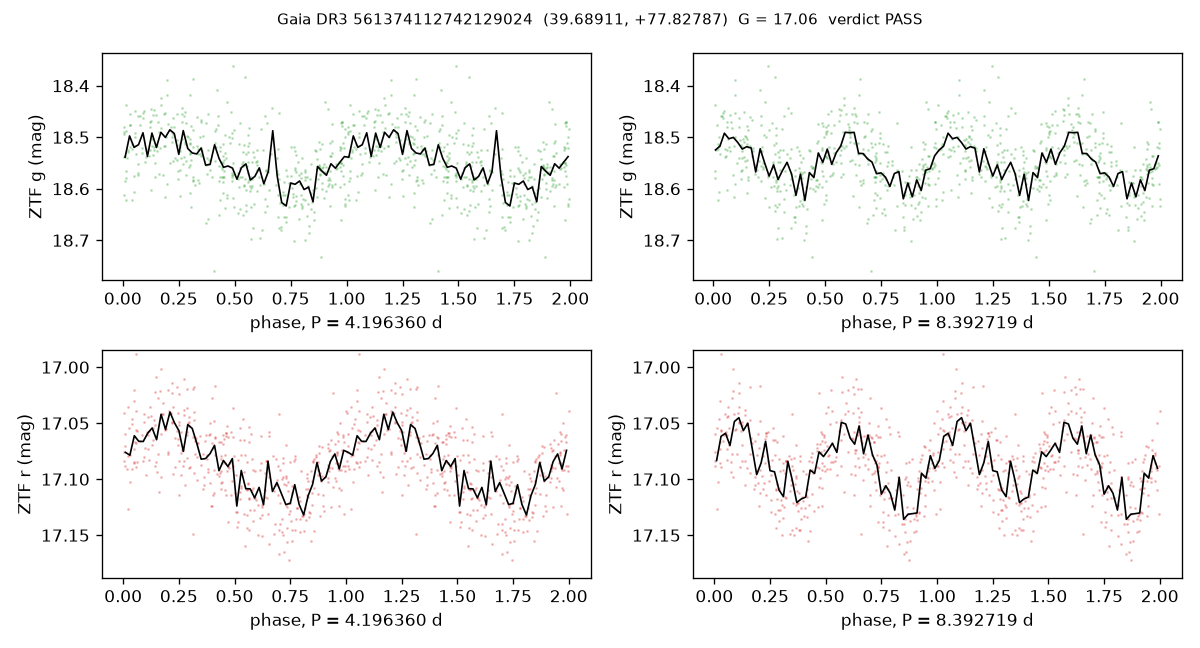 Gaia DR3 561374112742129024 (39.68911, +77.82787) G = 17.06 verdict PASS
ZTF g (mag)
18.4
18.5
18.6
18.7
0.00 0.25 0.50 0.75 1.00 1.25 1.50 1.75 2.00
phase, P = 4.196360 d
ZTF g (mag)
18.4
18.5
18.6
18.7
0.00 0.25 0.50 0.75 1.00 1.25 1.50 1.75 2.00
phase, P = 8.392719 d
ZTF r (mag)
17.00
17.05
17.10
17.15
0.00 0.25 0.50 0.75 1.00 1.25 1.50 1.75 2.00
phase, P = 4.196360 d
ZTF r (mag)
17.00
17.05
17.10
17.15
0.00 0.25 0.50 0.75 1.00 1.25 1.50 1.75 2.00
phase, P = 8.392719 d